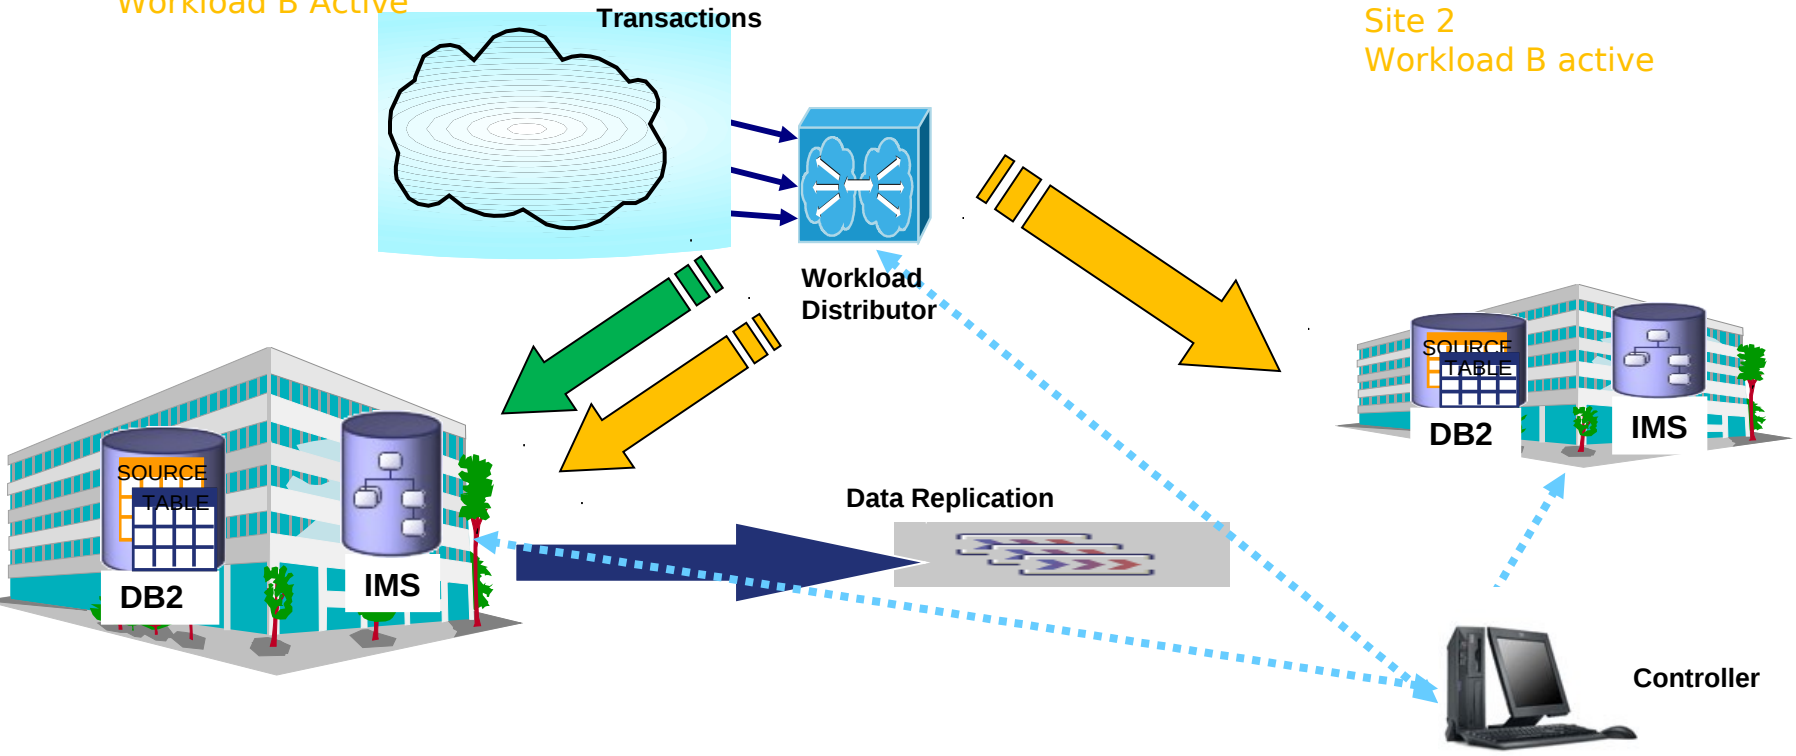 Workload B Active
Transactions
Site 2
Workload B active
Workload
Distributor
SOURCE
TABLE
DB2
IMS
SOURCE
TABLE
DB2
IMS
Data Replication
Controller